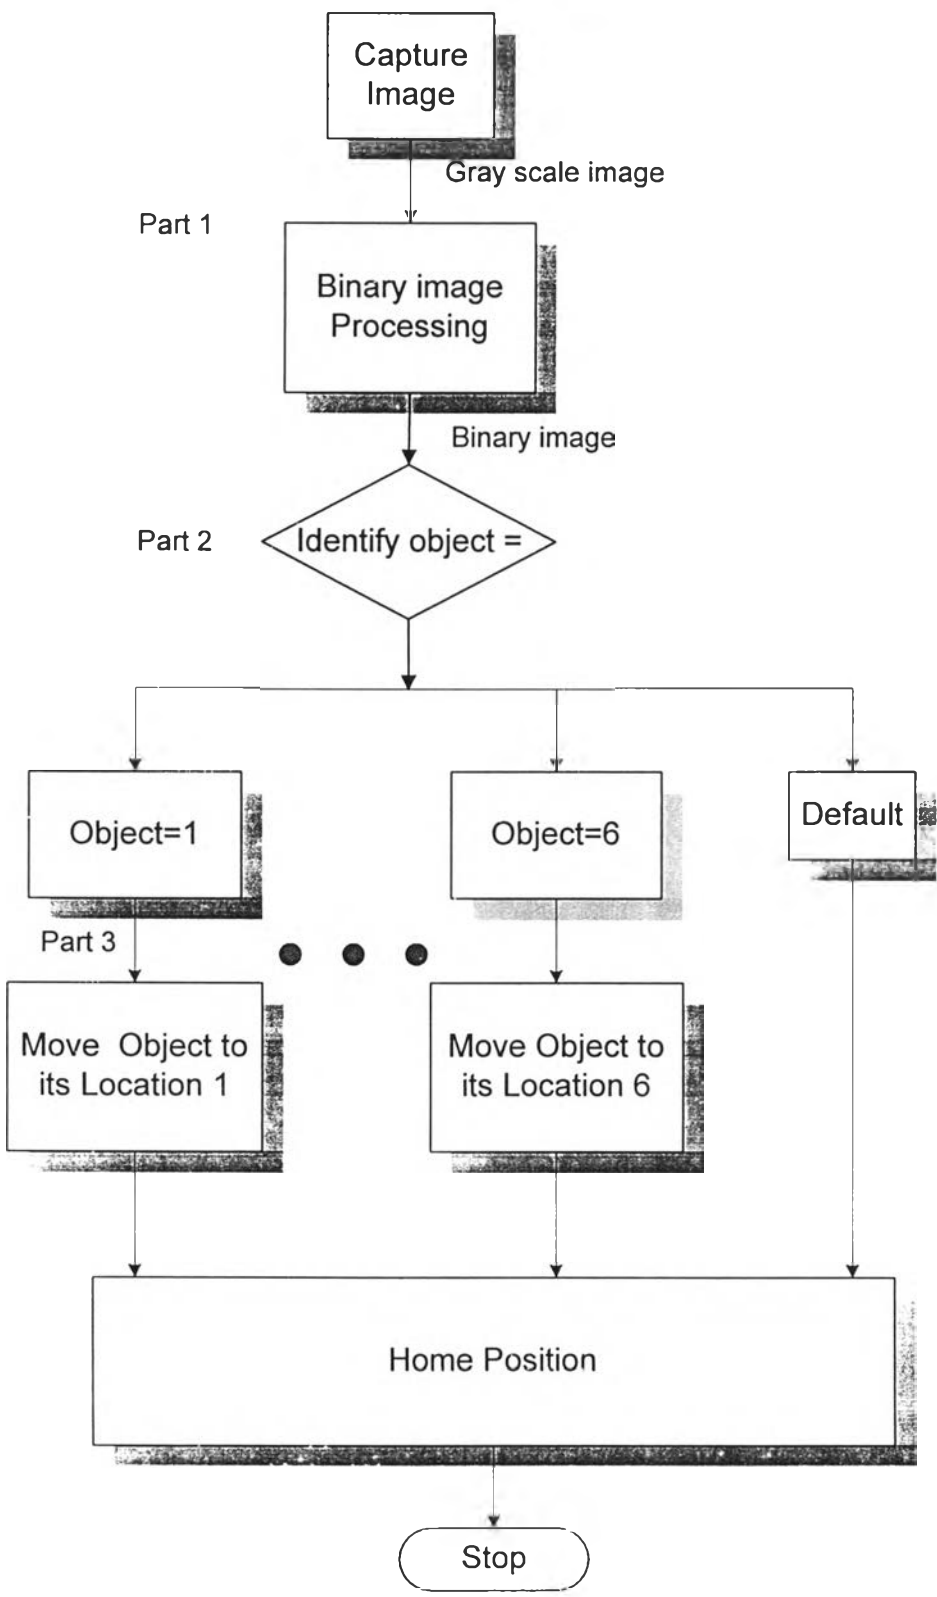 Capture
Image
Gray scale image
Part 1
Binary image
Processing
Binary image
Part 2
Identify object =
Object=1
Object=6
Default
Part 3
Move Object to
its Location 1
Move Object to
its Location 6
Home Position
Stop